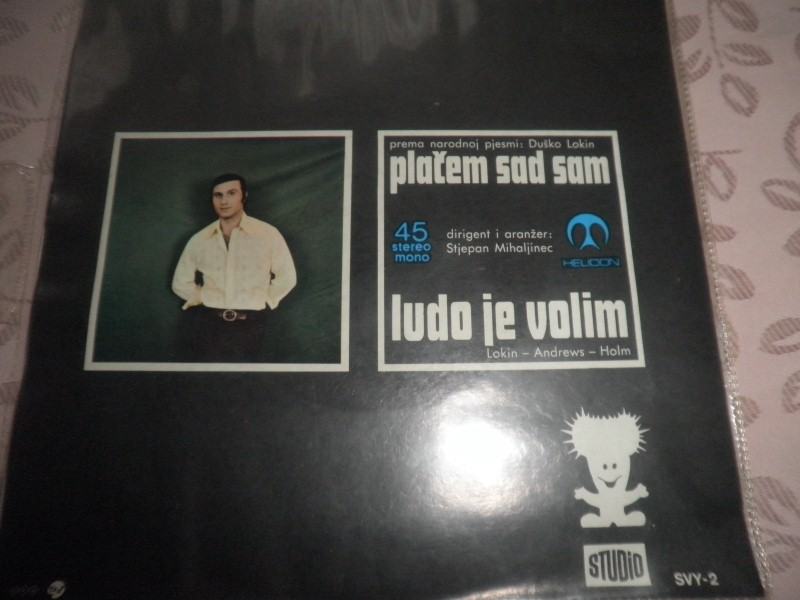 prema narodnoj pjesmi: Duško Lokin
plačem sad sam
45
stereo
mono
dirigent i aranžer:
Stjepan Mihaljinec
HELIDON
ludo je volim
Lokin – Andrews – Holm
STUDIO
SVY-2